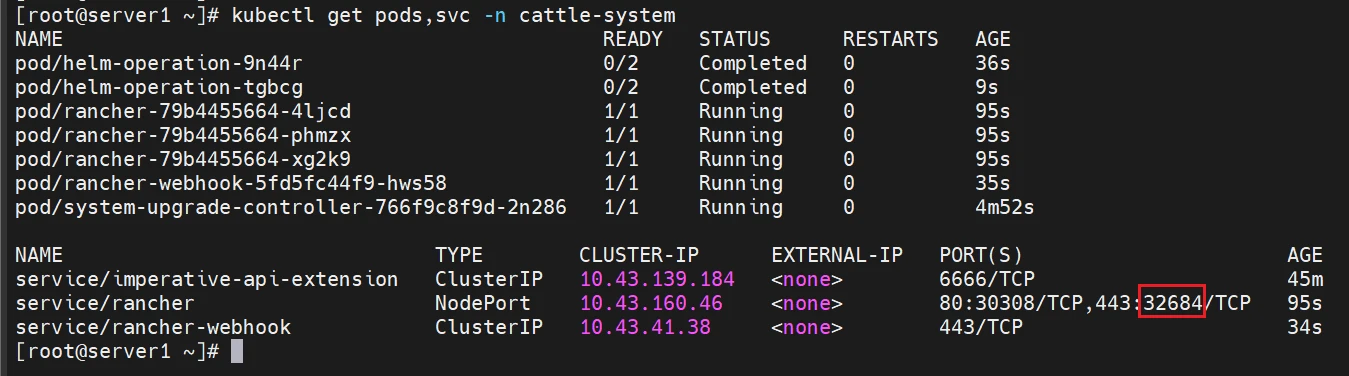 [root@server1 ~]# kubectl get pods,svc -n cattle-system
NAME READY STATUS RESTARTS AGE
pod/helm-operation-9n44r 0/2 Completed 0 36s
pod/helm-operation-tgbcg 0/2 Completed 0 9s
pod/rancher-79b4455664-4ljcd 1/1 Running 0 95s
pod/rancher-79b4455664-phmzx 1/1 Running 0 95s
pod/rancher-79b4455664-xg2k9 1/1 Running 0 95s
pod/rancher-webhook-5fd5fc44f9-hws58 1/1 Running 0 35s
pod/system-upgrade-controller-766f9c8f9d-2n286 1/1 Running 0 4m52s
NAME TYPE CLUSTER-IP EXTERNAL-IP PORT(S) AGE
service/imperative-api-extension ClusterIP 10.43.139.184 <none> 6666/TCP 45m
service/rancher NodePort 10.43.160.46 <none> 80:30308/TCP,443:32684/TCP 95s
service/rancher-webhook ClusterIP 10.43.41.38 <none> 443/TCP 34s
[root@server1 ~]#